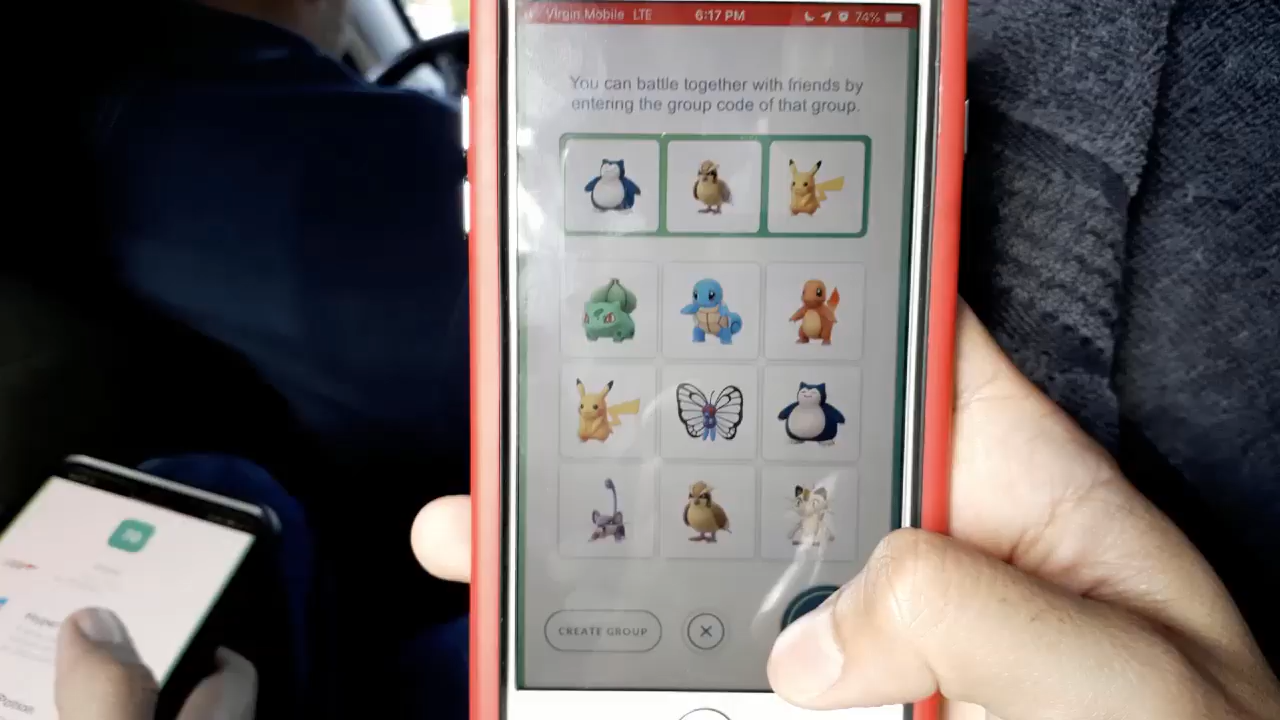 Virgin Mobile LTE 6:17 PM 74%
You can battle together with friends by
entering the group code of that group.
CREATE GROUP
Potion